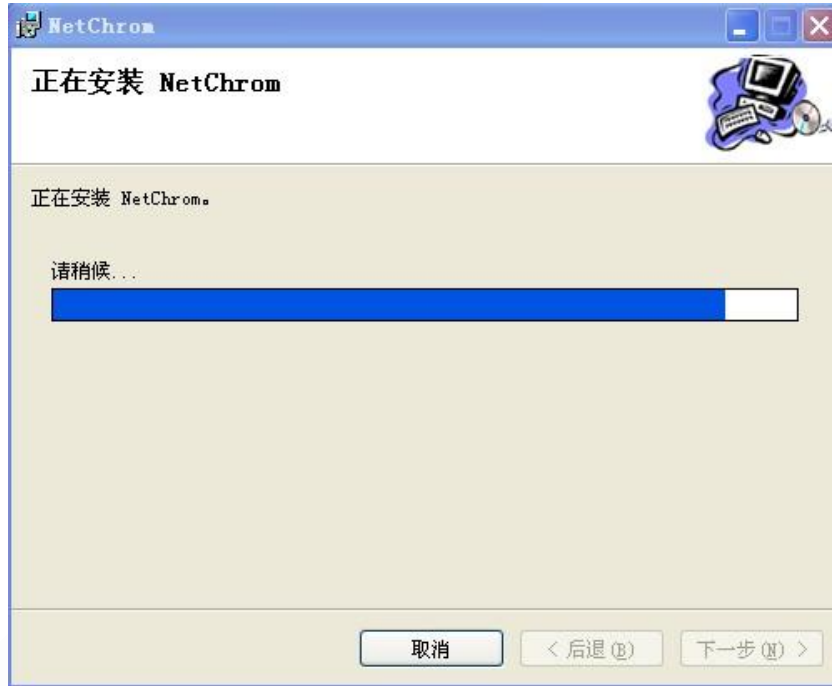 NetChrom
正在安装 NetChrom
正在安装 NetChrom。
请稍候...
取消
< 后退(B)
下一步(N) >